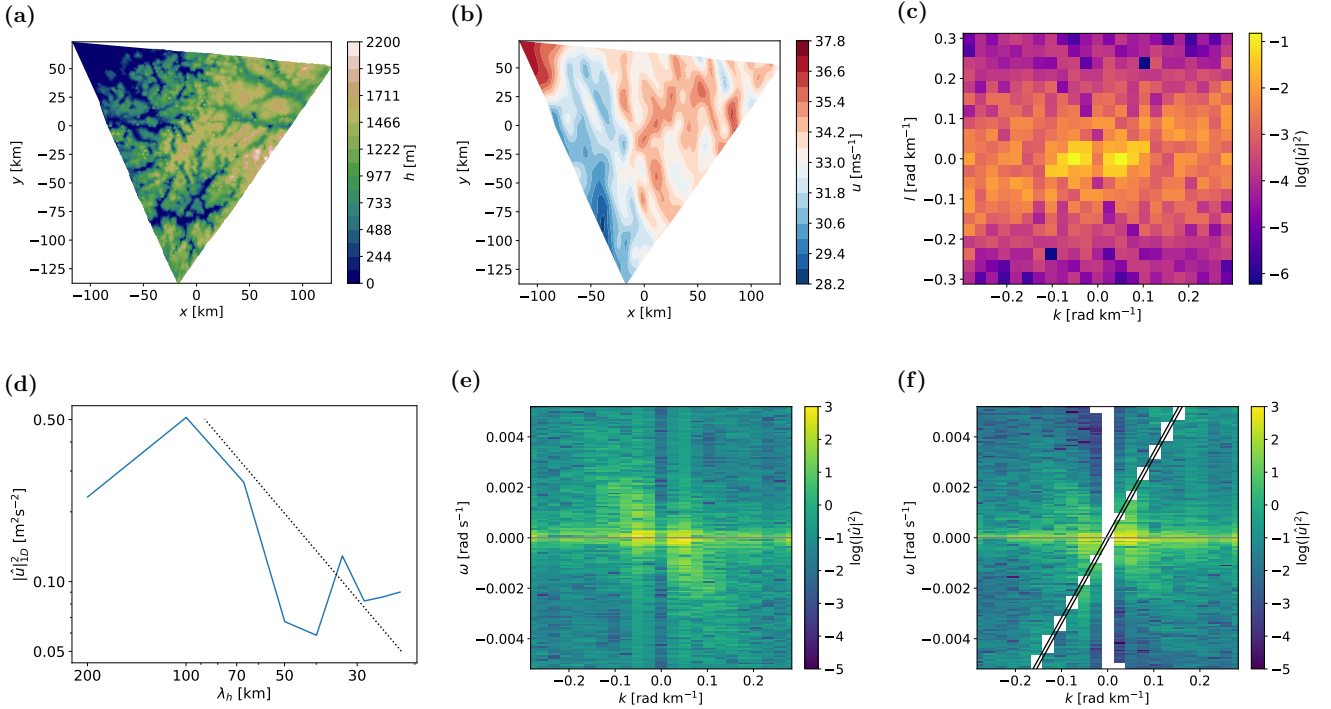 (a)
50
25
0
−25
−50
−75
−100
−125
y [km]
−100 −50 0 50 100
x [km]
2200
1955
1711
1466
1222
977
733
488
244
0
h [m]
(b)
50
25
0
−25
−50
−75
−100
−125
y [km]
−100 −50 0 50 100
x [km]
37.8
36.6
35.4
34.2
33.0
31.8
30.6
29.4
28.2
u [ms⁻¹]
(c)
0.3
0.2
0.1
0.0
−0.1
−0.2
−0.3
l [rad km⁻¹]
−0.2 −0.1 0.0 0.1 0.2
k [rad km⁻¹]
−1
−2
−3
−4
−5
−6
log(|û|²)
(d)
0.50
0.10
0.05
|û|²₁D [m²s⁻²]
200 100 70 50 30
λₕ [km]
(e)
0.004
0.002
0.000
−0.002
−0.004
ω [rad s⁻¹]
−0.2 −0.1 0.0 0.1 0.2
k [rad km⁻¹]
3
2
1
0
−1
−2
−3
−4
−5
log(|û|²)
(f)
0.004
0.002
0.000
−0.002
−0.004
ω [rad s⁻¹]
−0.2 −0.1 0.0 0.1 0.2
k [rad km⁻¹]
3
2
1
0
−1
−2
−3
−4
−5
log(|û|²)